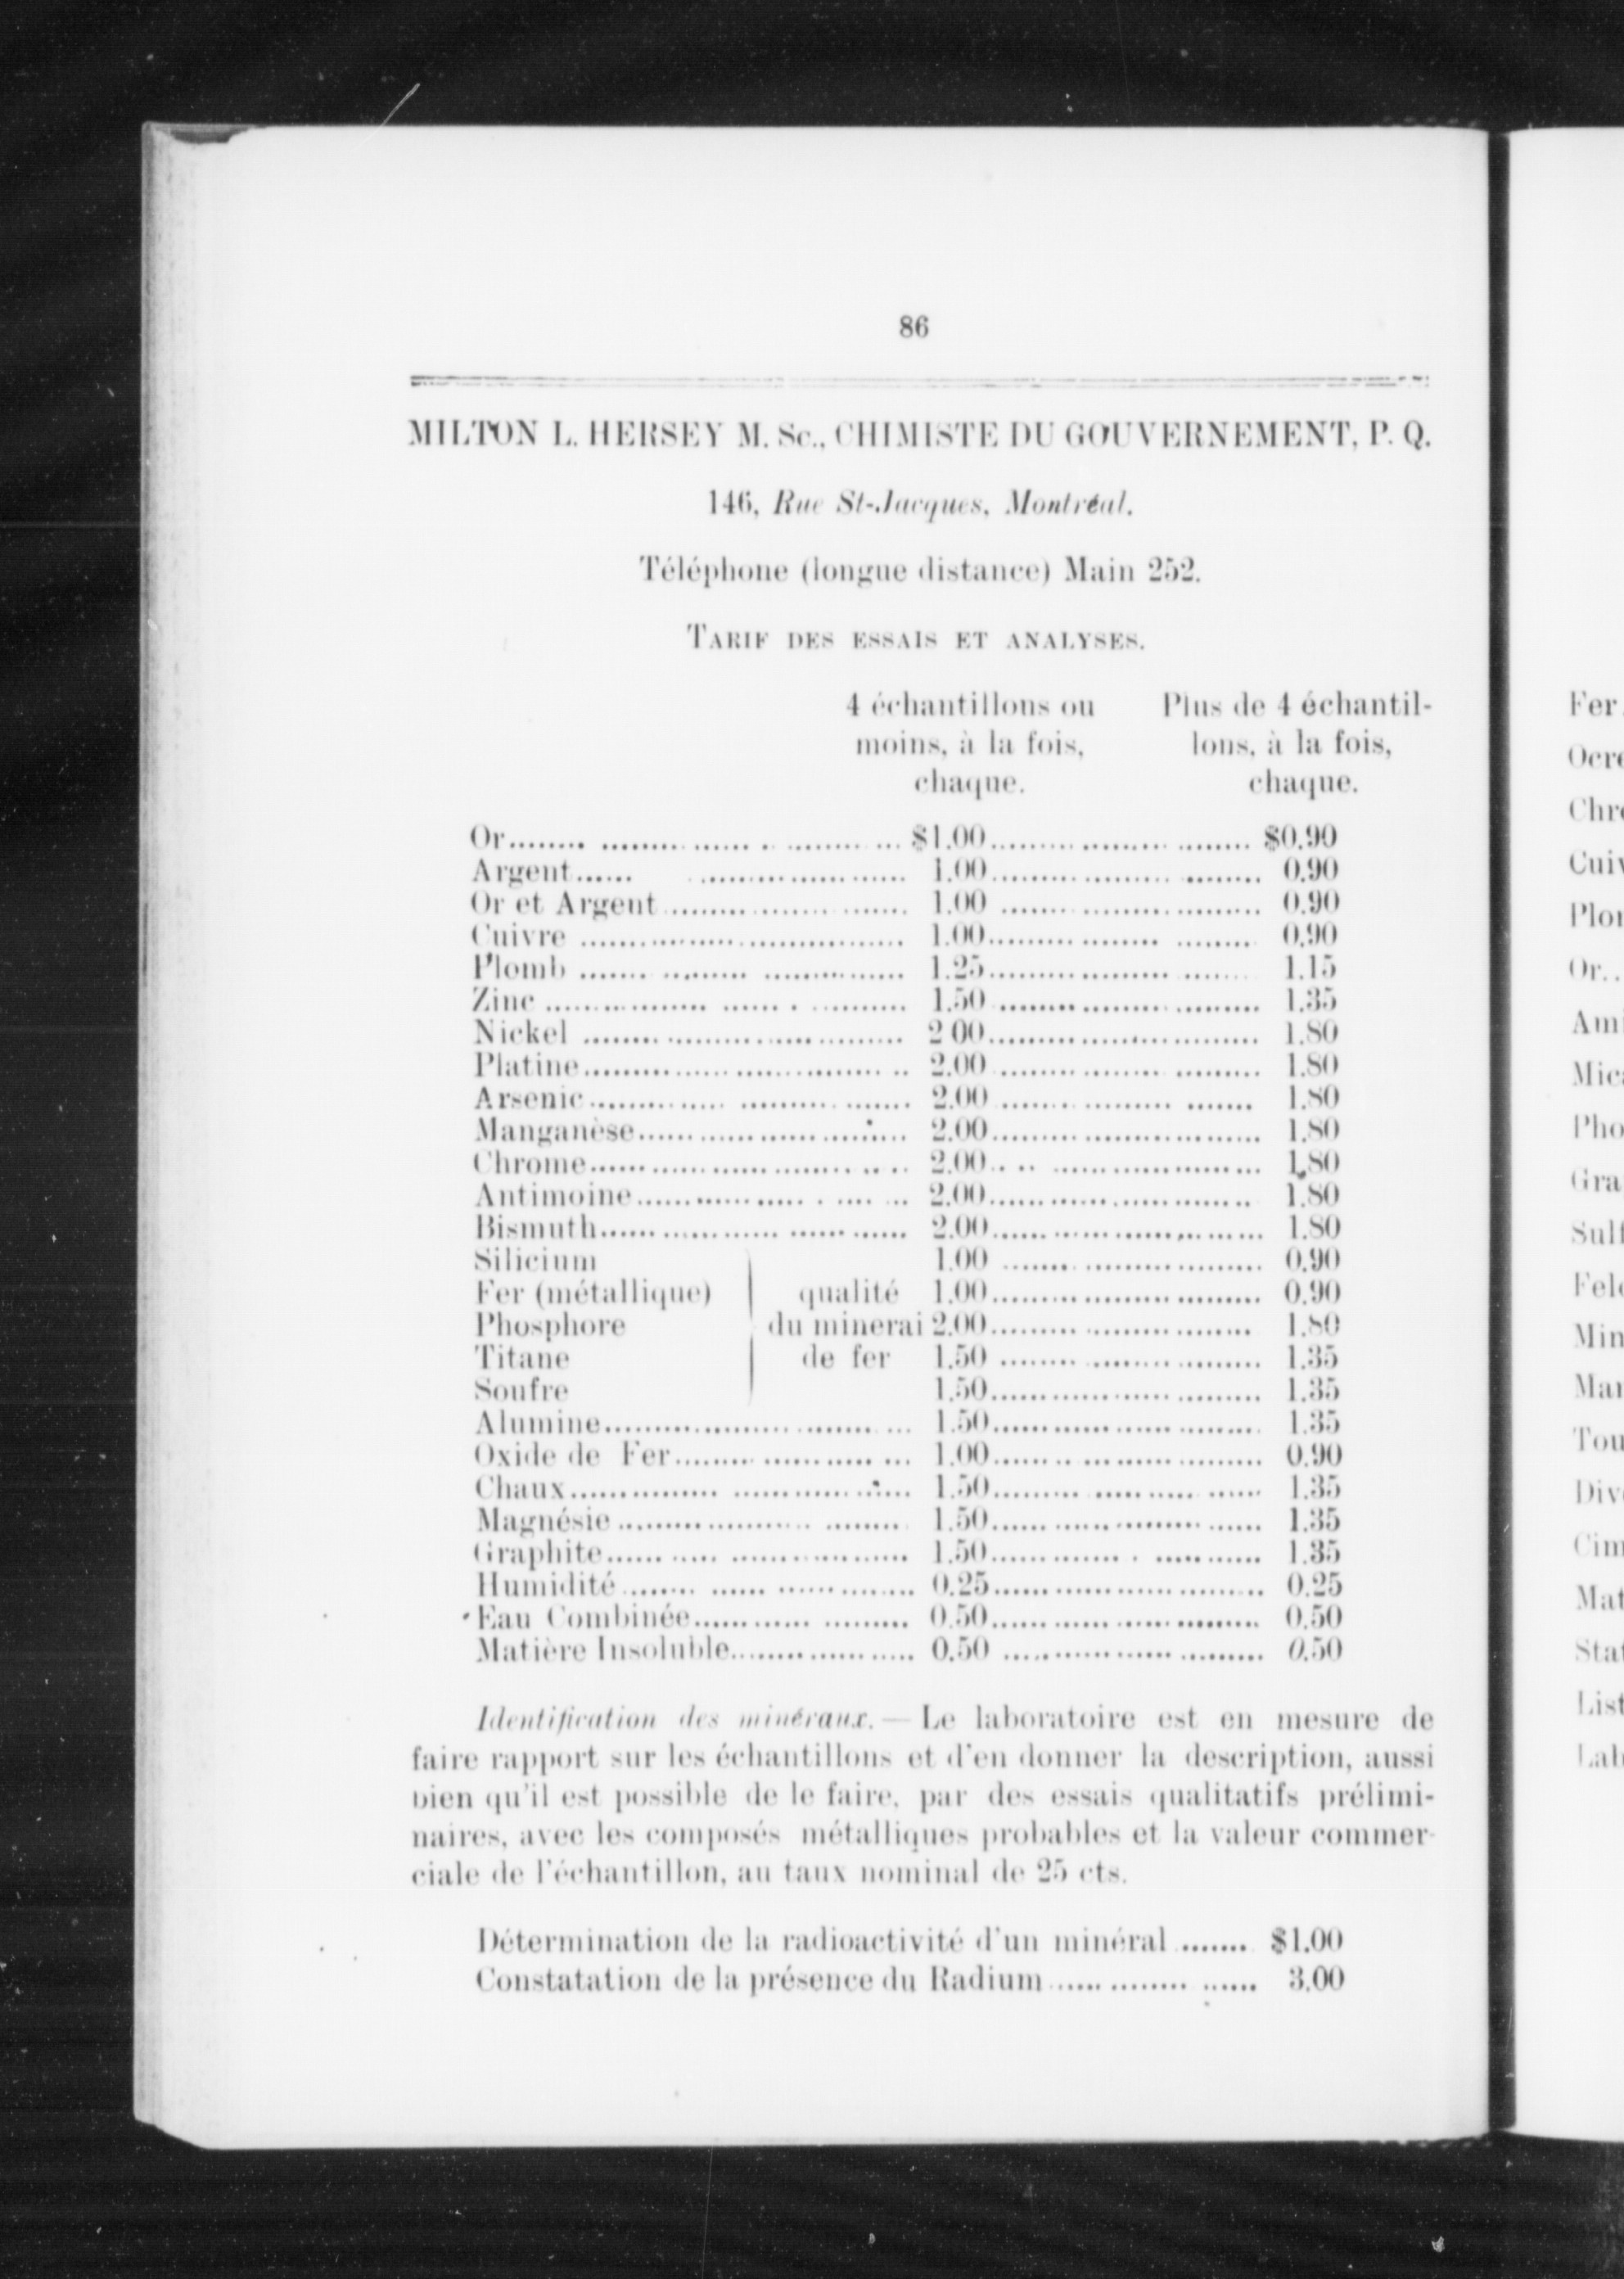 86
MILTON L. HERSEY M. Sc., CHIMISTE DU GOUVERNEMENT, P. Q.
146, Rue St-Jacques, Montréal.
Téléphone (longue distance) Main 252.
TARIF DES ESSAIS ET ANALYSES.
4 échantillons ou Plus de 4 échantil-
moins, à la fois, lons, à la fois,
chaque. chaque.
Or........ $1.00........ $0.90
Argent...... 1.00........ 0.90
Or et Argent ........ 1.00 ........ 0.90
Cuivre ........ 1.00........ 0.90
Plomb ........ 1.25........ 1.15
Zinc ........ 1.50 ........ 1.35
Nickel ........ 2 00........ 1.80
Platine........ 2.00 ........ 1.80
Arsenic........ 2.00 ........ 1.80
Manganèse........ 2.00........ 1.80
Chrome........ 2.00........ 1.80
Antimoine........ 2.00........ 1.80
Bismuth........ 2.00........ 1.80
Silicium 1.00 ........ 0.90
Fer (métallique) qualité 1.00........ 0.90
Phosphore du minerai 2.00........ 1.80
Titane de fer 1.50 ........ 1.35
Soufre 1.50........ 1.35
Alumine........ 1.50........ 1.35
Oxide de Fer........ 1.00........ 0.90
Chaux........ 1.50........ 1.35
Magnésie ........ 1.50........ 1.35
Graphite........ 1.50........ 1.35
Humidité ........ 0.25........ 0.25
Eau Combinée........ 0.50........ 0.50
Matière Insoluble........ 0.50 ........ 0.50
Identification des minéraux. — Le laboratoire est en mesure de
faire rapport sur les échantillons et d'en donner la description, aussi
bien qu'il est possible de le faire, par des essais qualitatifs prélimi-
naires, avec les composés métalliques probables et la valeur commer-
ciale de l'échantillon, au taux nominal de 25 cts.
Détermination de la radioactivité d'un minéral ........ $1.00
Constatation de la présence du Radium ........ 3.00
Fer
Or..